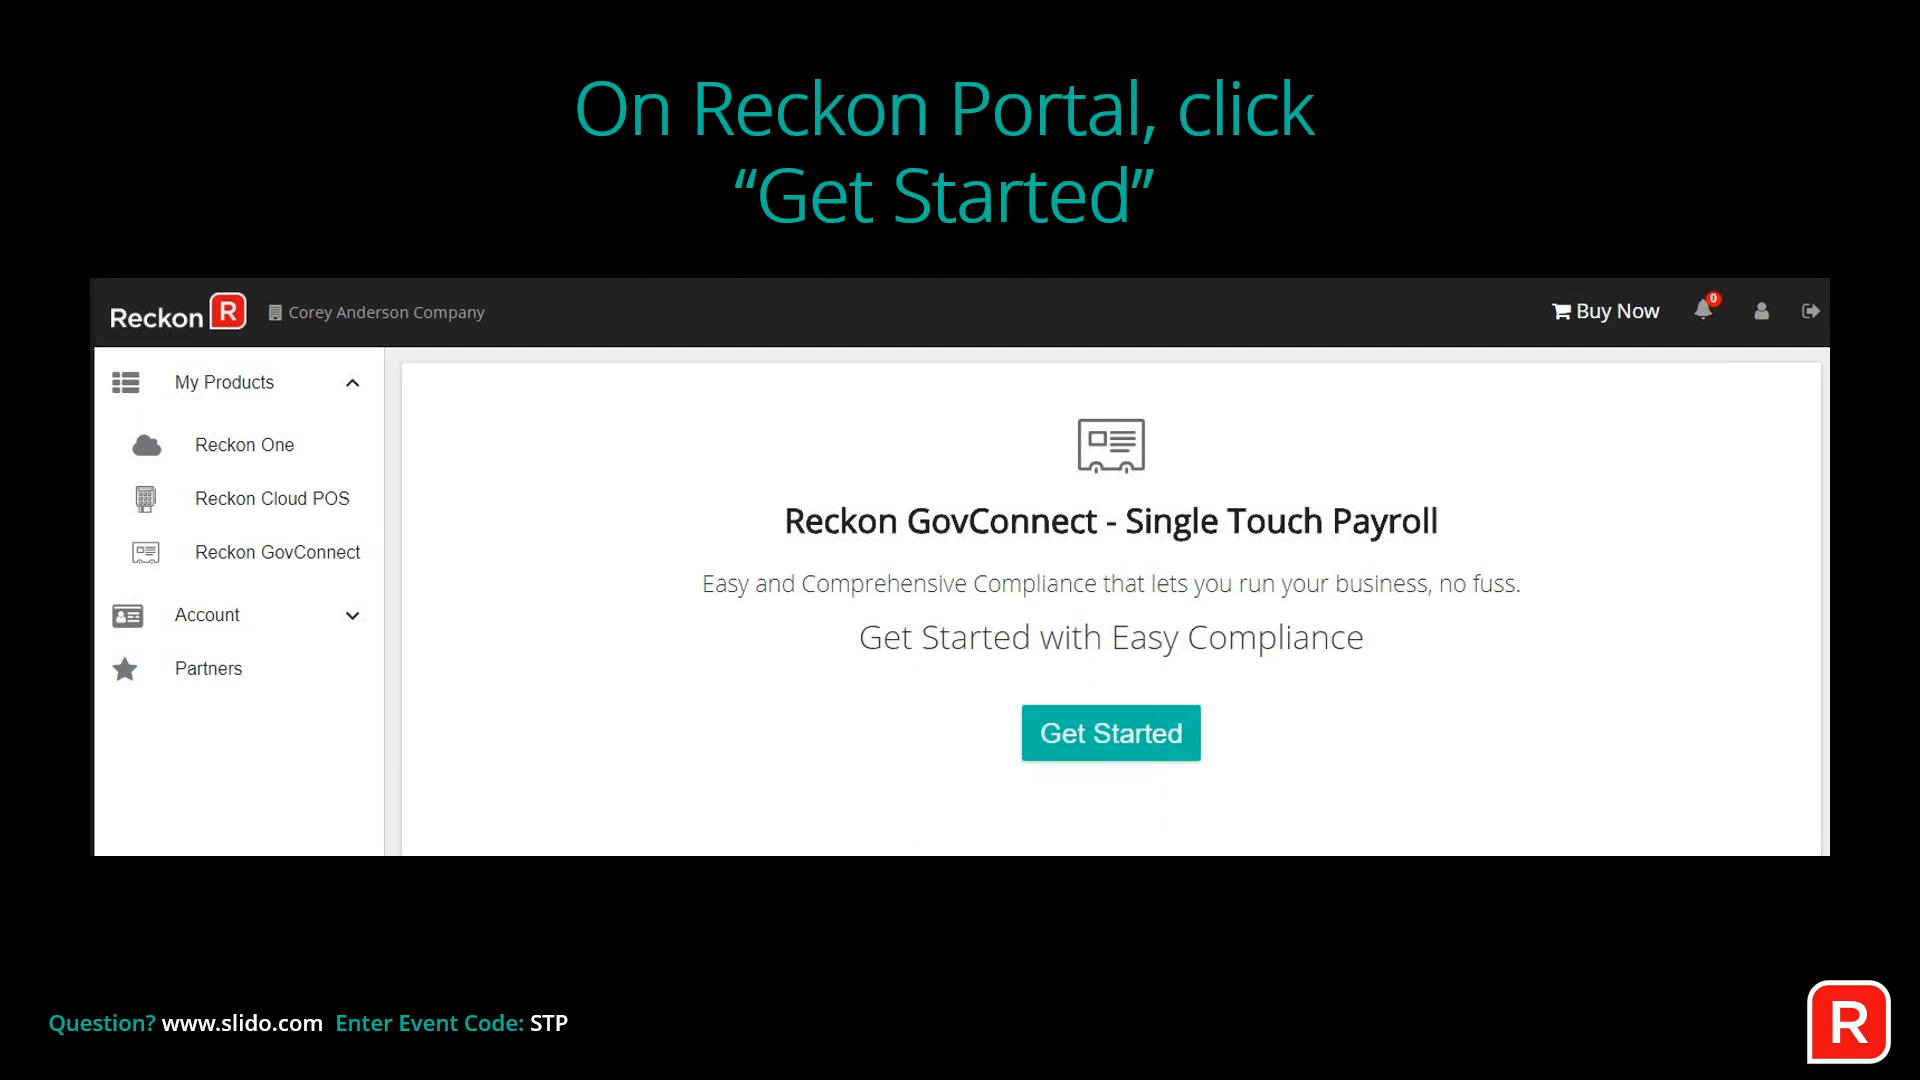 On Reckon Portal, click
“Get Started”
Reckon R Corey Anderson Company Buy Now 0
My Products
Reckon One
Reckon Cloud POS
Reckon GovConnect
Account
Partners
Reckon GovConnect - Single Touch Payroll
Easy and Comprehensive Compliance that lets you run your business, no fuss.
Get Started with Easy Compliance
Get Started
Question? www.slido.com Enter Event Code: STP
R